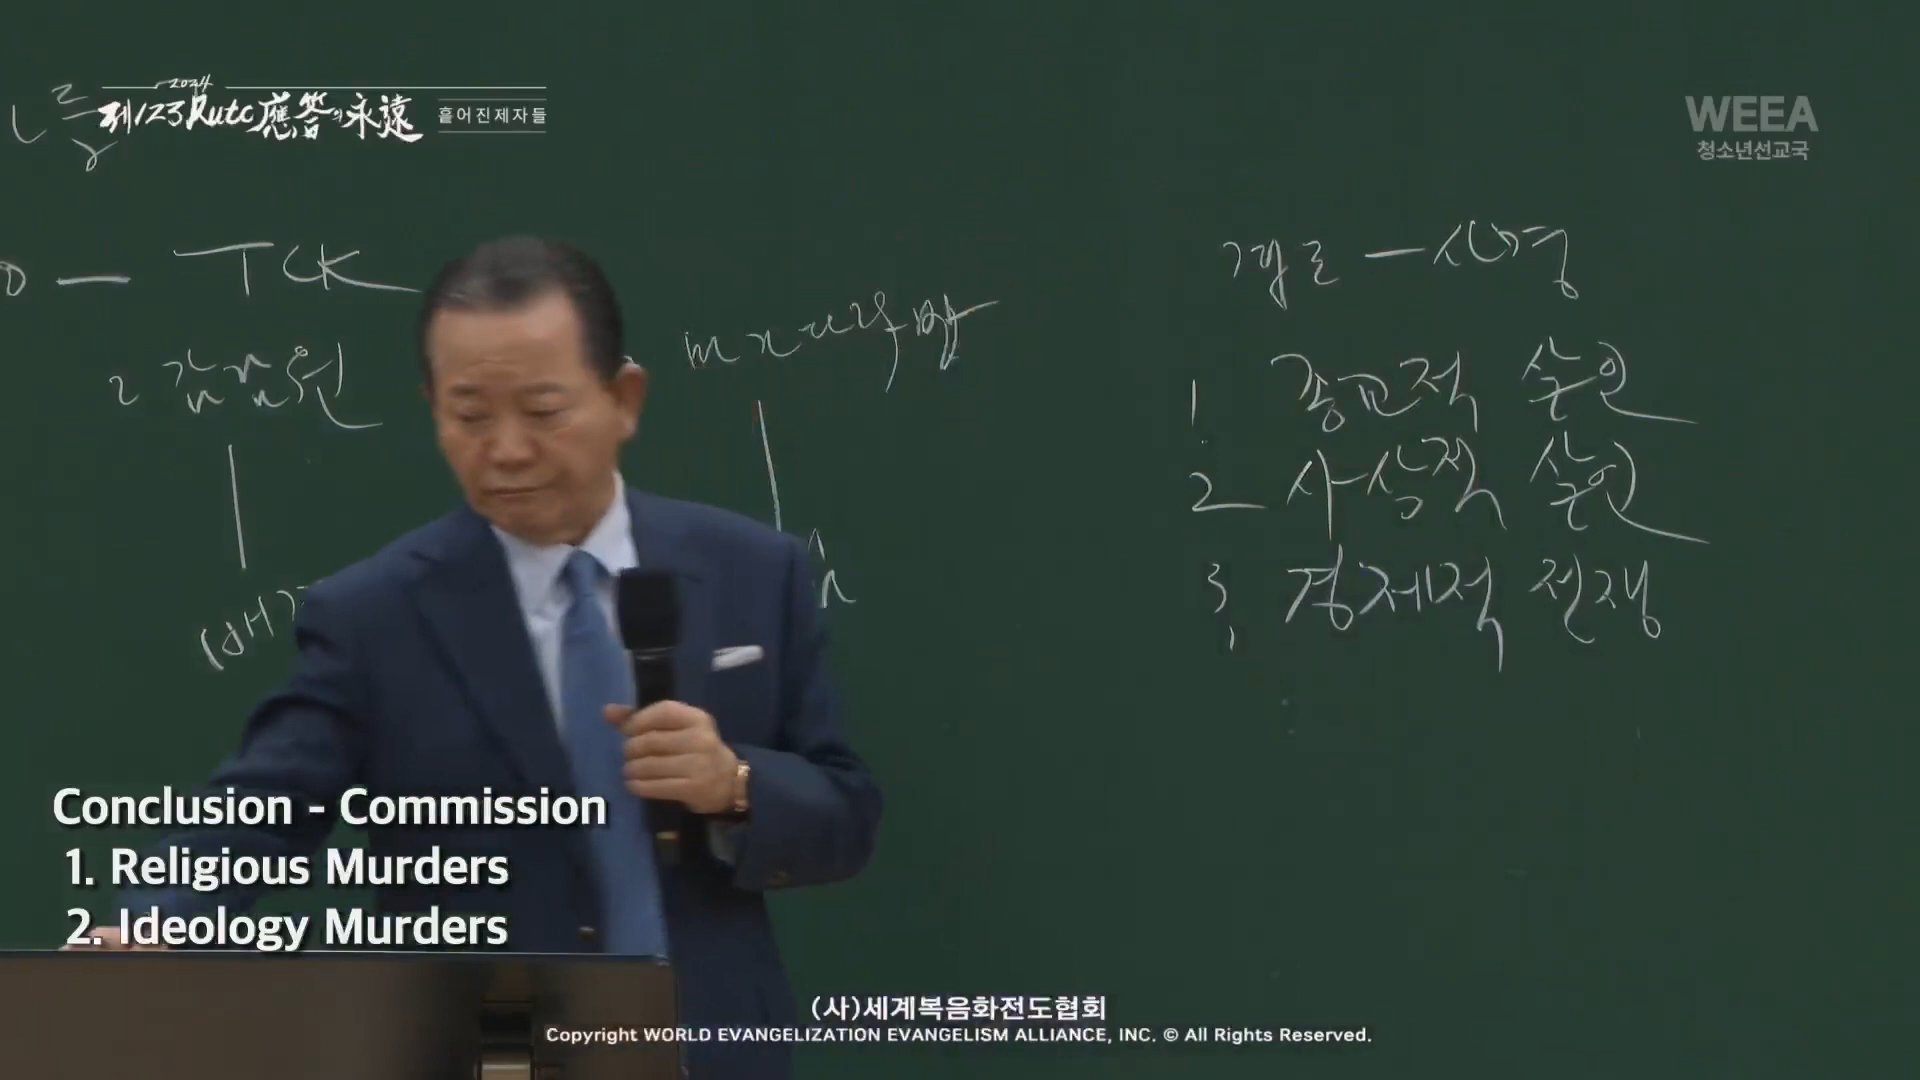 2024
제123 Rutc 應答의 永遠
흩어진제자들
WEEA
청소년선교국
TCK
결론 – 사명
1. 종교적 살인
2 사상적 살인
3. 경제적 전쟁
Conclusion - Commission
1. Religious Murders
2. Ideology Murders
(사)세계복음화전도협회
Copyright WORLD EVANGELIZATION EVANGELISM ALLIANCE, INC. © All Rights Reserved.